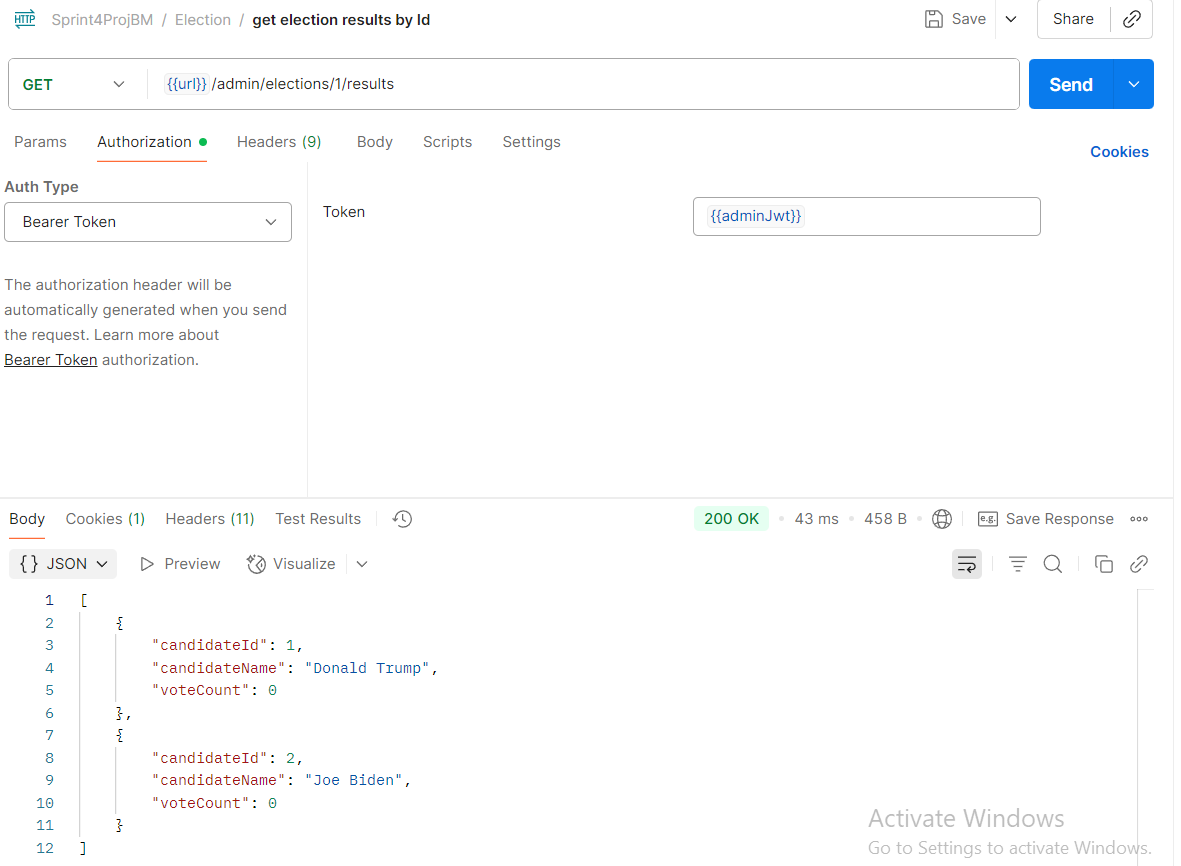 HTTP Sprint4ProjBM / Election / get election results by Id Save Share
GET {{url}} /admin/elections/1/results Send
Params Authorization Headers (9) Body Scripts Settings Cookies
Auth Type
Bearer Token
Token {{adminJwt}}
The authorization header will be
automatically generated when you send
the request. Learn more about
Bearer Token authorization.
Body Cookies (1) Headers (11) Test Results 200 OK 43 ms 458 B e.g. Save Response
{} JSON Preview Visualize
1 [
2 {
3 "candidateId": 1,
4 "candidateName": "Donald Trump",
5 "voteCount": 0
6 },
7 {
8 "candidateId": 2,
9 "candidateName": "Joe Biden",
10 "voteCount": 0
11 }
12 ]
Activate Windows
Go to Settings to activate Windows.